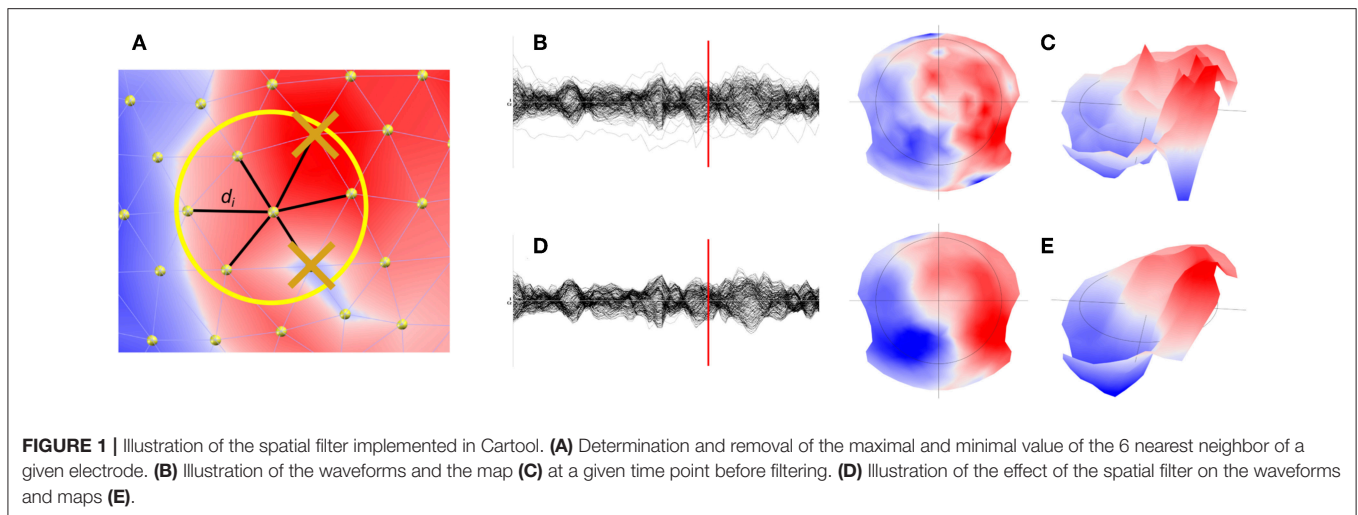 A
B
C
d_i
D
E
FIGURE 1 | Illustration of the spatial filter implemented in Cartool. (A) Determination and removal of the maximal and minimal value of the 6 nearest neighbor of a
given electrode. (B) Illustration of the waveforms and the map (C) at a given time point before filtering. (D) Illustration of the effect of the spatial filter on the waveforms
and maps (E).